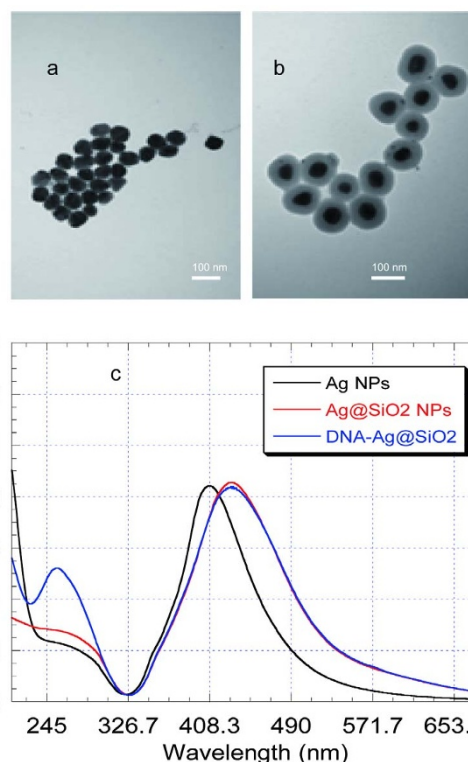 a
b
100 nm
100 nm
c
Ag NPs
Ag@SiO2 NPs
DNA-Ag@SiO2
245 326.7 408.3 490 571.7 653.
Wavelength (nm)